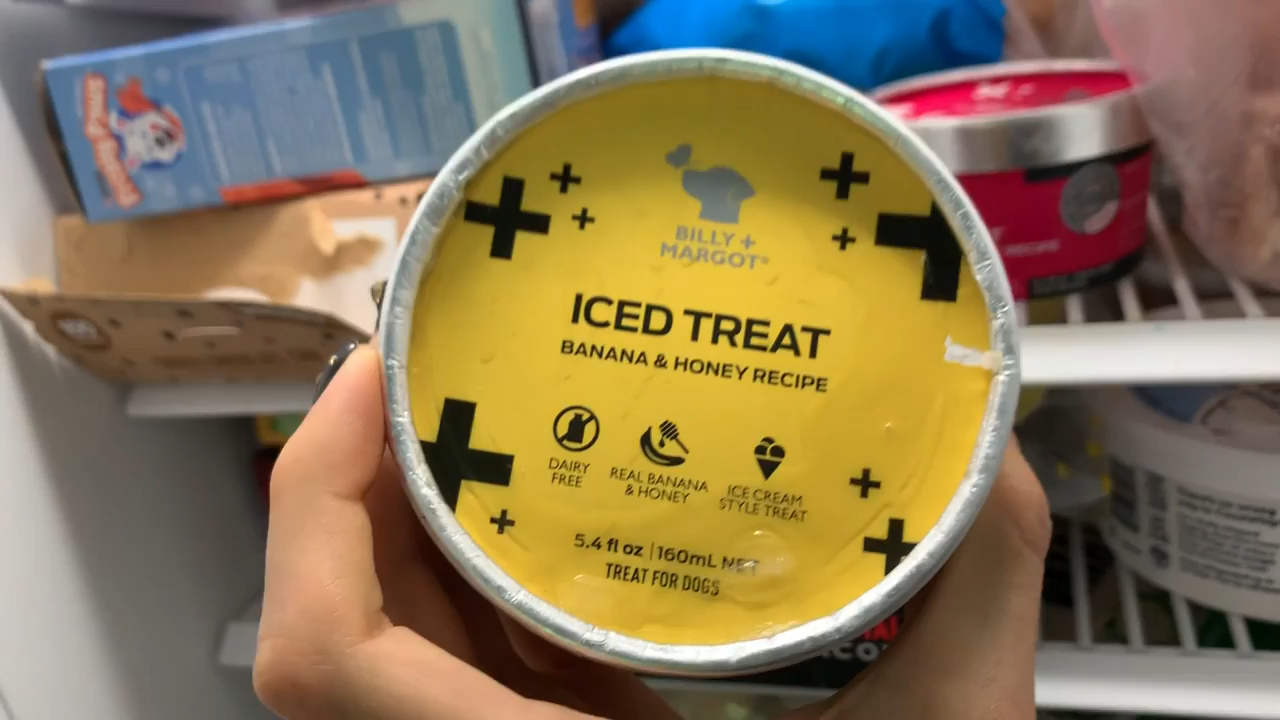 BILLY +
MARGOT®
ICED TREAT
BANANA & HONEY RECIPE
DAIRY
FREE
REAL BANANA
& HONEY
ICE CREAM
STYLE TREAT
5.4 fl oz | 160mL NET
TREAT FOR DOGS
RECIPE